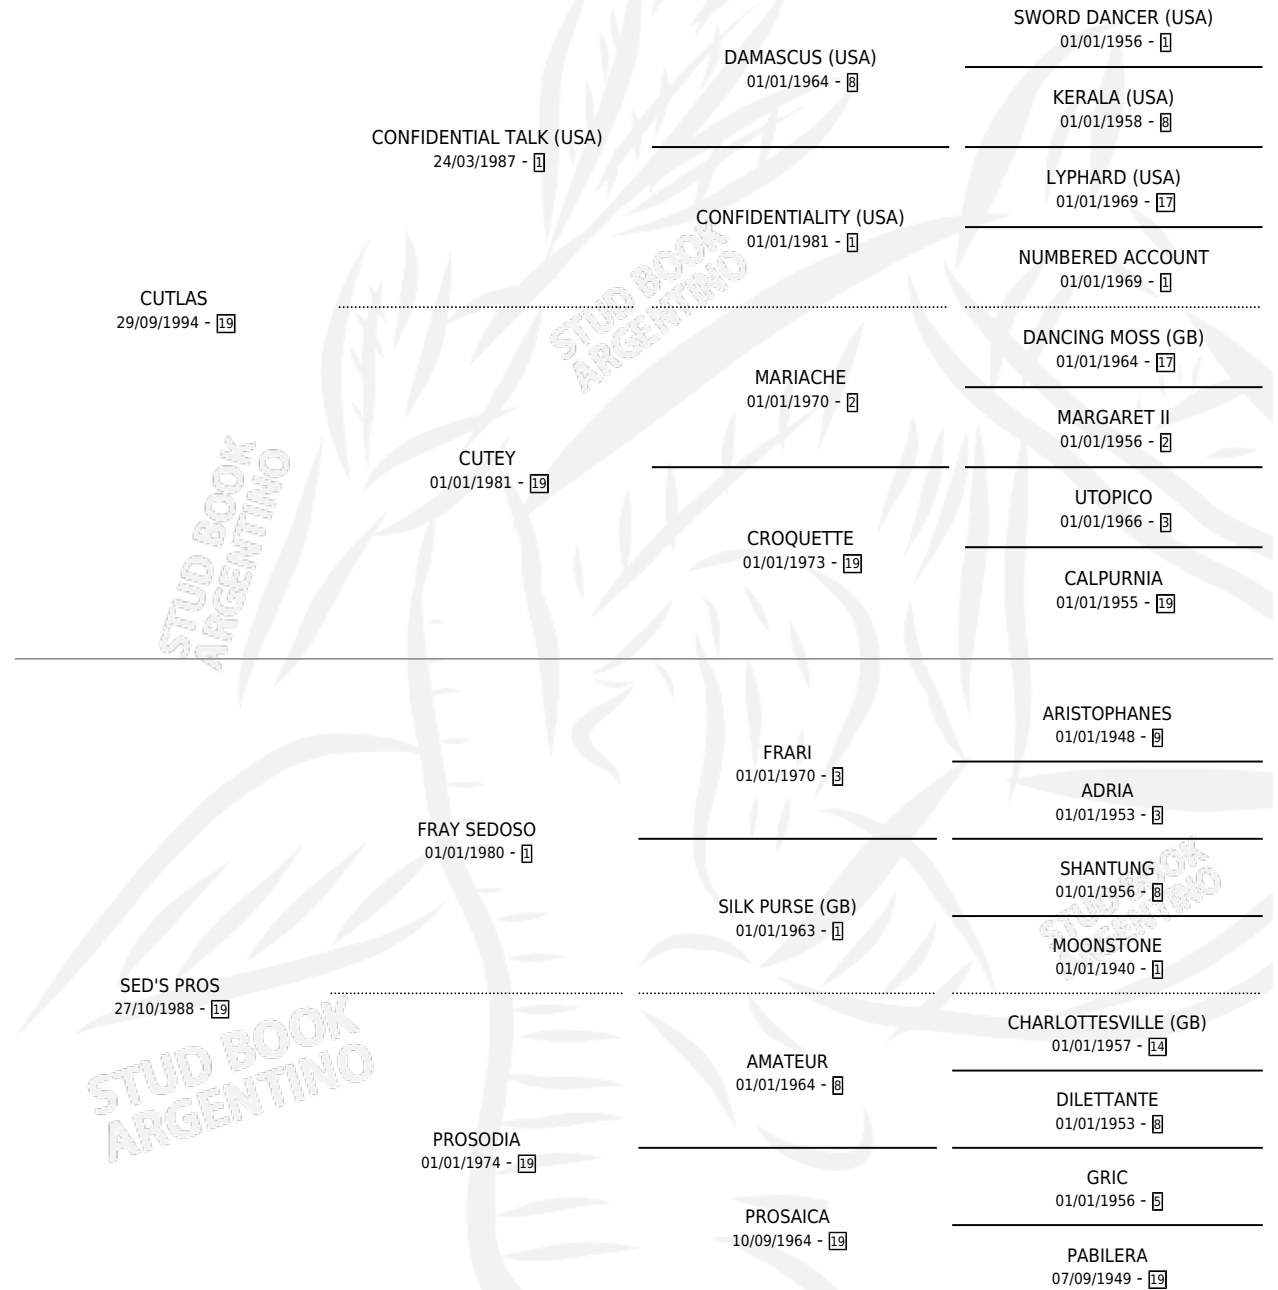 SWORD DANCER (USA)
01/01/1956 - 1
DAMASCUS (USA)
01/01/1964 - 8
KERALA (USA)
01/01/1958 - 8
CONFIDENTIAL TALK (USA)
24/03/1987 - 1
LYPHARD (USA)
01/01/1969 - 17
CONFIDENTIALITY (USA)
01/01/1981 - 1
NUMBERED ACCOUNT
01/01/1969 - 1
CUTLAS
29/09/1994 - 19
STUD BOOK
ARGENTINO
DANCING MOSS (GB)
01/01/1964 - 17
MARIACHE
01/01/1970 - 2
MARGARET II
01/01/1956 - 2
CUTEY
01/01/1981 - 19
UTOPICO
01/01/1966 - 3
CROQUETTE
01/01/1973 - 19
CALPURNIA
01/01/1955 - 19
STUD BOOK
ARGENTINO
ARISTOPHANES
01/01/1948 - 9
FRARI
01/01/1970 - 3
ADRIA
01/01/1953 - 3
FRAY SEDOSO
01/01/1980 - 1
SHANTUNG
01/01/1956 - 8
SILK PURSE (GB)
01/01/1963 - 1
MOONSTONE
01/01/1940 - 1
STUD BOOK
ARGENTINO
SED'S PROS
27/10/1988 - 19
CHARLOTTESVILLE (GB)
01/01/1957 - 14
AMATEUR
01/01/1964 - 8
DILETTANTE
01/01/1953 - 8
STUD BOOK
ARGENTINO
PROSODIA
01/01/1974 - 19
GRIC
01/01/1956 - 5
PROSAICA
10/09/1964 - 19
PABILERA
07/09/1949 - 19